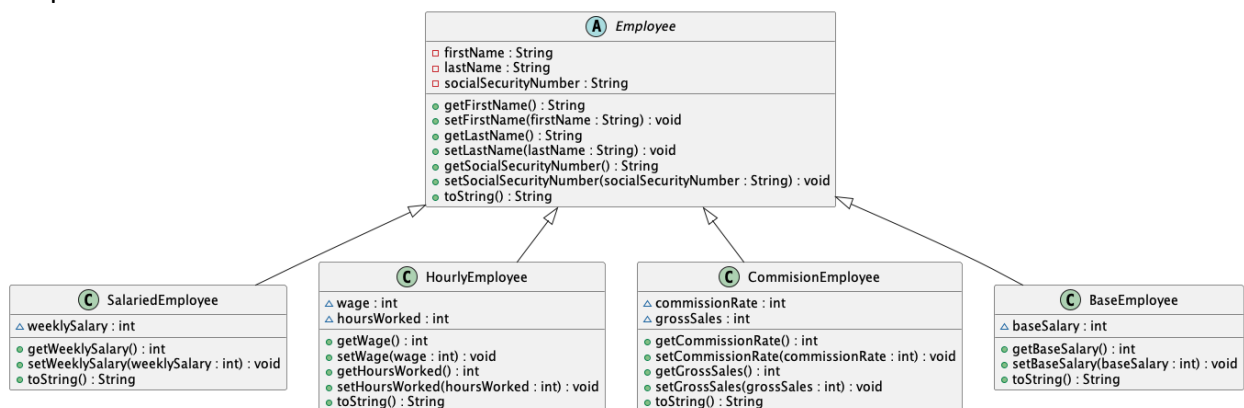 A Employee
firstName : String
lastName : String
socialSecurityNumber : String
getFirstName() : String
setFirstName(firstName : String) : void
getLastName() : String
setLastName(lastName : String) : void
getSocialSecurityNumber() : String
setSocialSecurityNumber(socialSecurityNumber : String) : void
toString() : String
C SalariedEmployee
weeklySalary : int
getWeeklySalary() : int
setWeeklySalary(weeklySalary : int) : void
toString() : String
C HourlyEmployee
wage : int
hoursWorked : int
getWage() : int
setWage(wage : int) : void
getHoursWorked() : int
setHoursWorked(hoursWorked : int) : void
toString() : String
C CommisionEmployee
commissionRate : int
grossSales : int
getCommissionRate() : int
setCommissionRate(commissionRate : int) : void
getGrossSales() : int
setGrossSales(grossSales : int) : void
toString() : String
C BaseEmployee
baseSalary : int
getBaseSalary() : int
setBaseSalary(baseSalary : int) : void
toString() : String